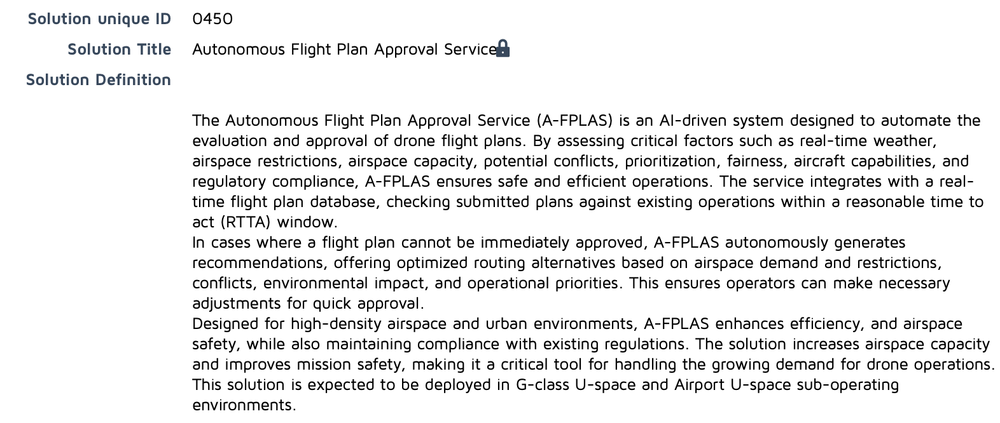 Solution unique ID 0450
Solution Title Autonomous Flight Plan Approval Service
Solution Definition
The Autonomous Flight Plan Approval Service (A-FPLAS) is an AI-driven system designed to automate the
evaluation and approval of drone flight plans. By assessing critical factors such as real-time weather,
airspace restrictions, airspace capacity, potential conflicts, prioritization, fairness, aircraft capabilities, and
regulatory compliance, A-FPLAS ensures safe and efficient operations. The service integrates with a real-
time flight plan database, checking submitted plans against existing operations within a reasonable time to
act (RTTA) window.
In cases where a flight plan cannot be immediately approved, A-FPLAS autonomously generates
recommendations, offering optimized routing alternatives based on airspace demand and restrictions,
conflicts, environmental impact, and operational priorities. This ensures operators can make necessary
adjustments for quick approval.
Designed for high-density airspace and urban environments, A-FPLAS enhances efficiency, and airspace
safety, while also maintaining compliance with existing regulations. The solution increases airspace capacity
and improves mission safety, making it a critical tool for handling the growing demand for drone operations.
This solution is expected to be deployed in G-class U-space and Airport U-space sub-operating
environments.